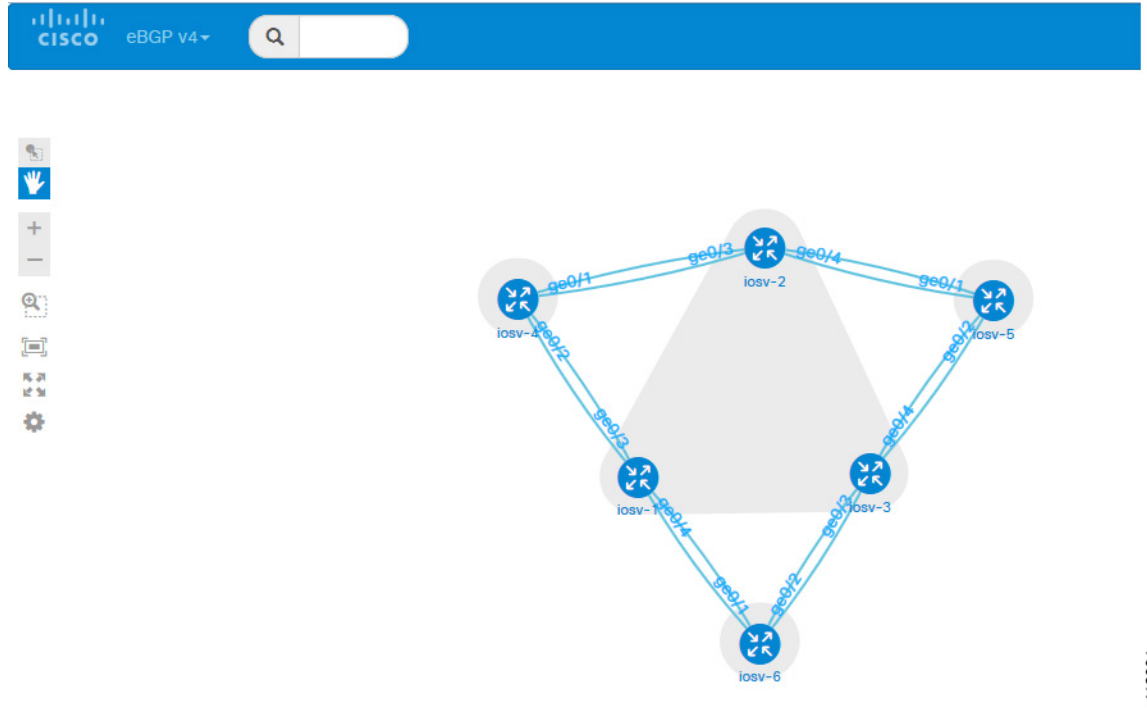 CISCO eBGP v4
ge0/3
ge0/4
iosv-2
ge0/1
ge0/1
iosv-4
ge0/2
ge0/2
iosv-5
ge0/3
ge0/4
iosv-1
ge0/4
ge0/3
iosv-3
ge0/1
ge0/2
iosv-6